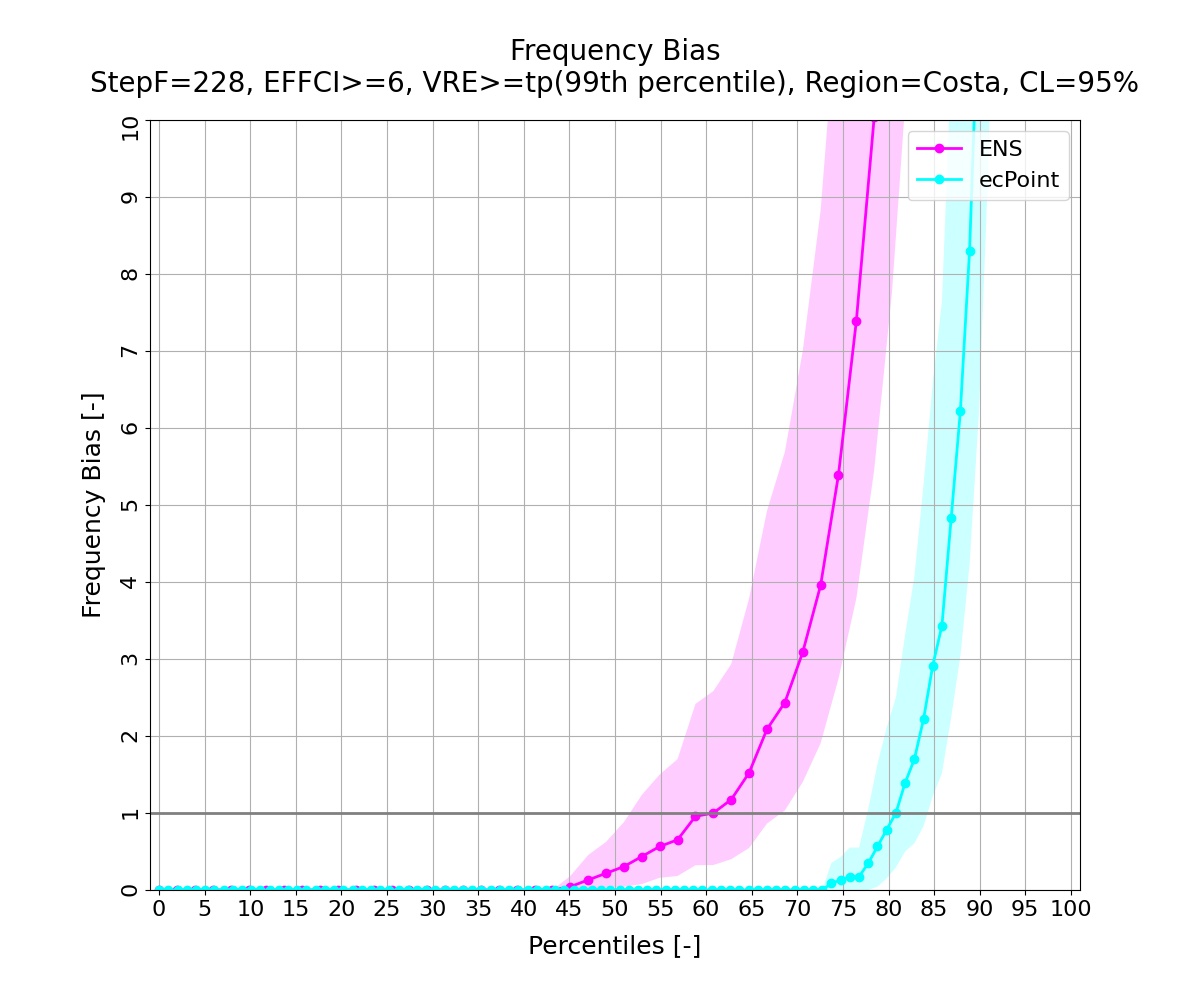 Frequency Bias
StepF=228, EFFCI>=6, VRE>=tp(99th percentile), Region=Costa, CL=95%
10
9
8
7
6
5
4
3
2
1
0
Frequency Bias [-]
ENS
ecPoint
0 5 10 15 20 25 30 35 40 45 50 55 60 65 70 75 80 85 90 95 100
Percentiles [-]